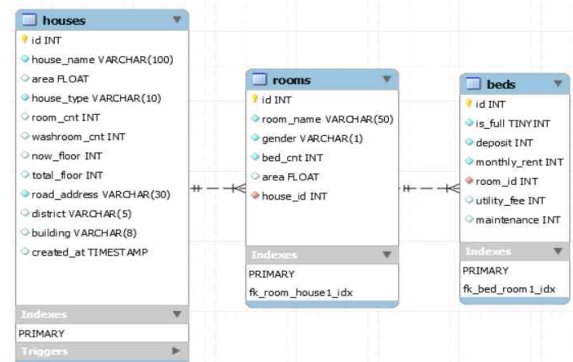 houses
id INT
house_name VARCHAR(100)
area FLOAT
house_type VARCHAR(10)
room_cnt INT
washroom_cnt INT
now_floor INT
total_floor INT
road_address VARCHAR(30)
district VARCHAR(5)
building VARCHAR(8)
created_at TIMESTAMP
Indexes
PRIMARY
Triggers
rooms
id INT
room_name VARCHAR(50)
gender VARCHAR(1)
bed_cnt INT
area FLOAT
house_id INT
Indexes
PRIMARY
fk_room_house1_idx
beds
id INT
is_full TINYINT
deposit INT
monthly_rent INT
room_id INT
utility_fee INT
maintenance INT
Indexes
PRIMARY
fk_bed_room1_idx